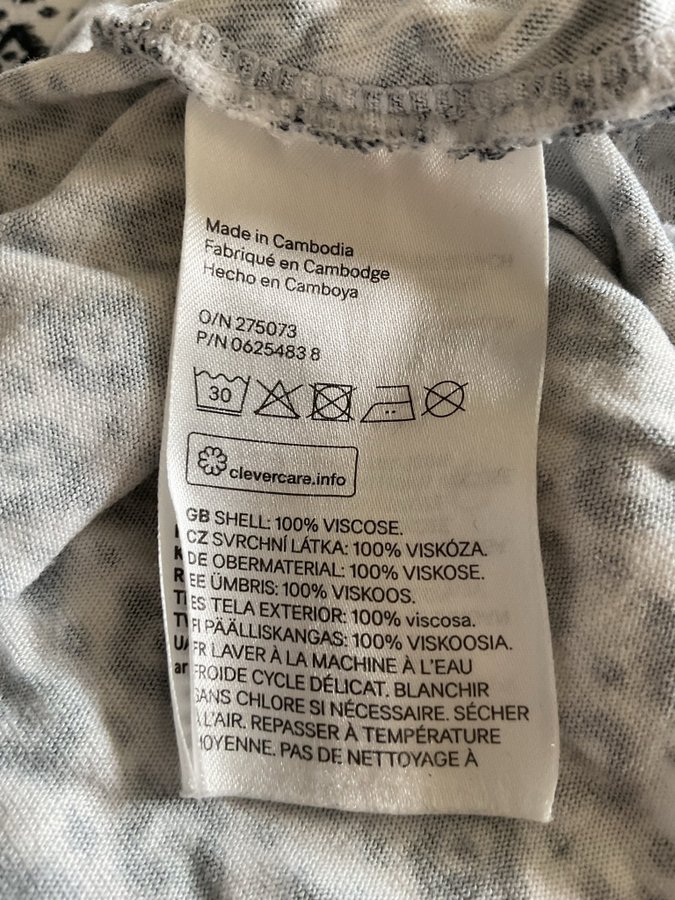 Made in Cambodia
Fabriqué en Cambodge
Hecho en Camboya
O/N 275073
P/N 0625483 8
30
clevercare.info
GB SHELL: 100% VISCOSE.
CZ SVRCHNÍ LÁTKA: 100% VISKÓZA.
DE OBERMATERIAL: 100% VISKOSE.
EE ÜMBRIS: 100% VISKOOS.
ES TELA EXTERIOR: 100% viscosa.
FI PÄÄLLISKANGAS: 100% VISKOOSIA.
FR LAVER À LA MACHINE À L'EAU
FROIDE CYCLE DÉLICAT. BLANCHIR
SANS CHLORE SI NÉCESSAIRE. SÉCHER
À L'AIR. REPASSER À TEMPÉRATURE
MOYENNE. PAS DE NETTOYAGE À